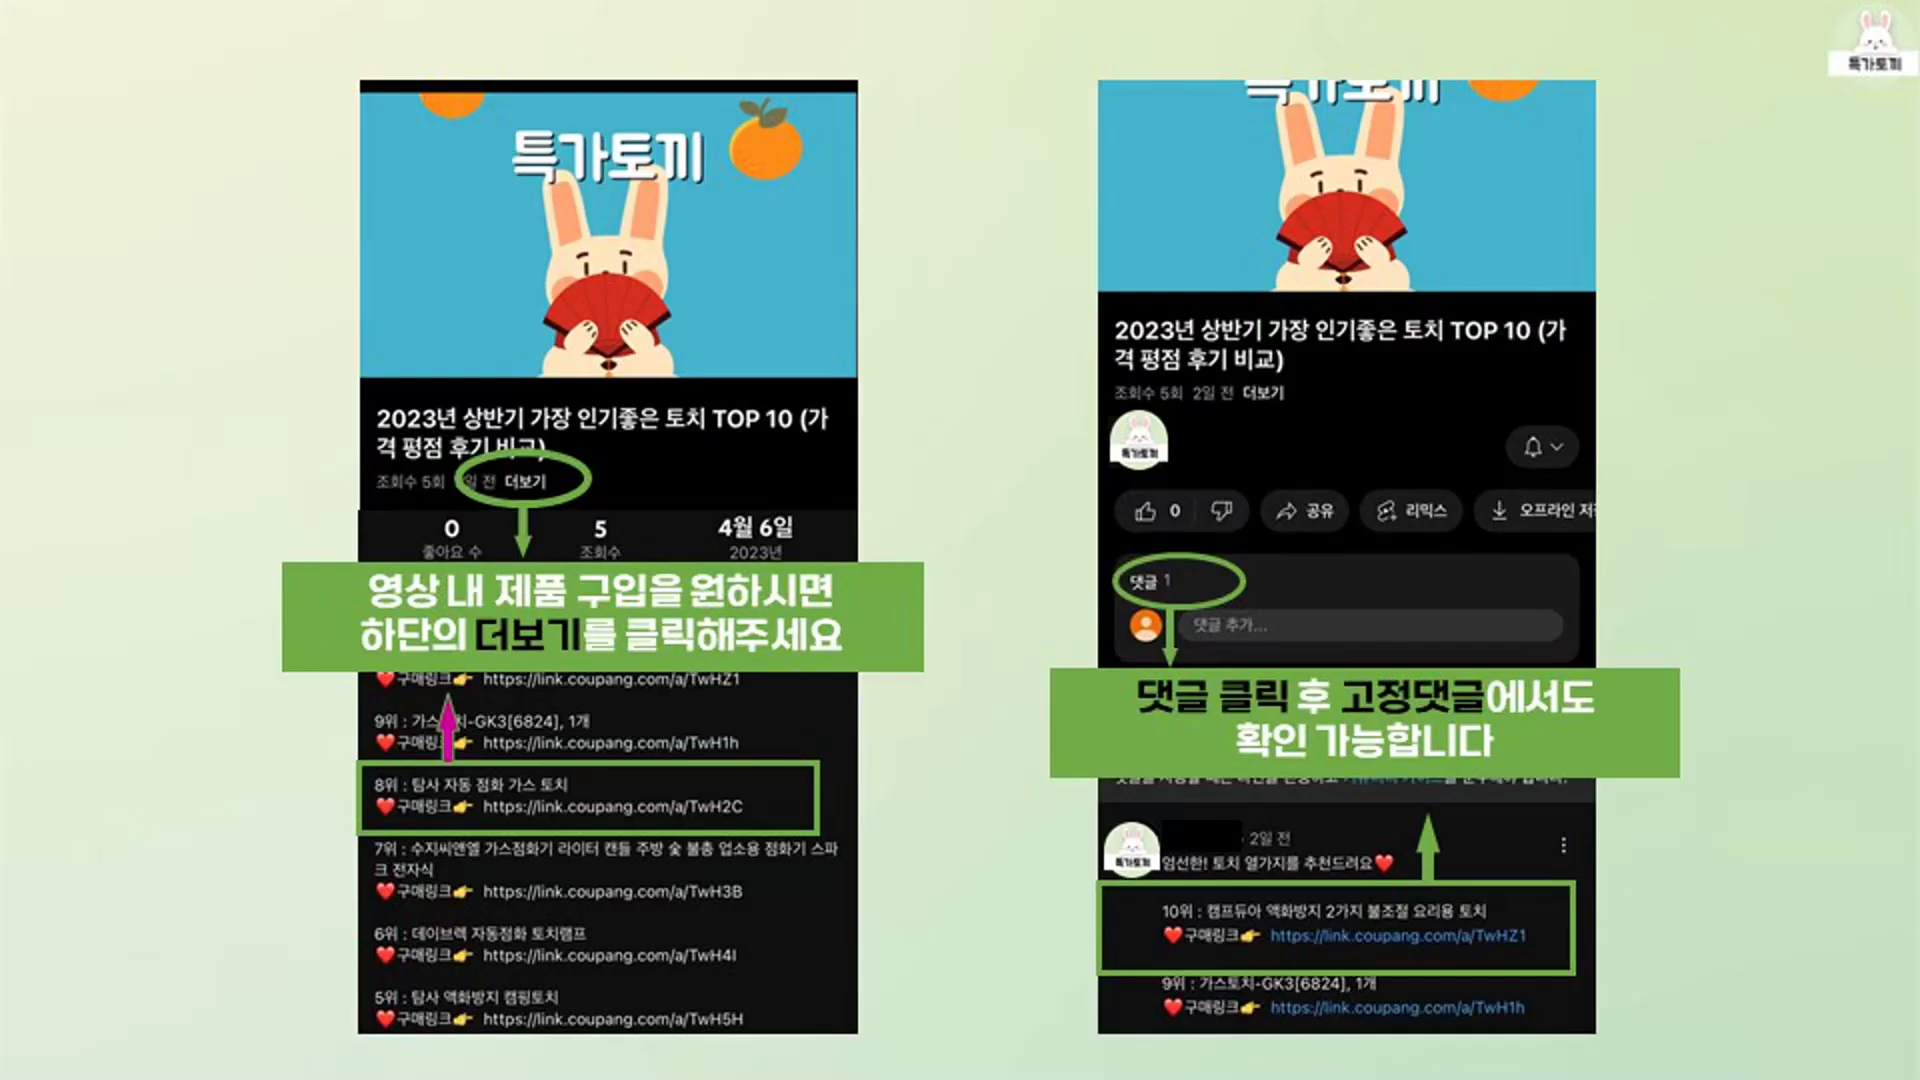 특가토끼
특가토끼
2023년 상반기 가장 인기좋은 토치 TOP 10 (가
격 평점 후기 비교)
조회수 5회 일 전 더보기
0
좋아요 수
5
조회수
4월 6일
2023년
영상 내 제품 구입을 원하시면
하단의 더보기를 클릭해주세요
❤️구매링크👉 https://link.coupang.com/a/TwHZ1
9위 : 가스 치-GK3[6824], 1개
❤️구매링 👉 https://link.coupang.com/a/TwH1h
8위 : 탐사 자동 점화 가스 토치
❤️구매링크👉 https://link.coupang.com/a/TwH2C
7위 : 수지씨앤엘 가스점화기 라이터 캔들 주방 숯 불총 업소용 점화기 스파
크 전자식
❤️구매링크👉 https://link.coupang.com/a/TwH3B
6위 : 데이브렉 자동점화 토치램프
❤️구매링크👉 https://link.coupang.com/a/TwH4I
5위 : 탐사 액화방지 캠핑토치
❤️구매링크👉 https://link.coupang.com/a/TwH5H
특가토끼
2023년 상반기 가장 인기좋은 토치 TOP 10 (가
격 평점 후기 비교)
조회수 5회 2일 전 더보기
특가토끼
0
공유
리믹스
오프라인 저
댓글 1
댓글 추가...
댓글 클릭 후 고정댓글에서도
확인 가능합니다
특가토끼
2일 전
엄선한! 토치 열가지를 추천드려요❤️
10위 : 캠프듀아 액화방지 2가지 불조절 요리용 토치
❤️구매링크👉 https://link.coupang.com/a/TwHZ1
9위 : 가스토치-GK3[6824], 1개
❤️구매링크👉 https://link.coupang.com/a/TwH1h